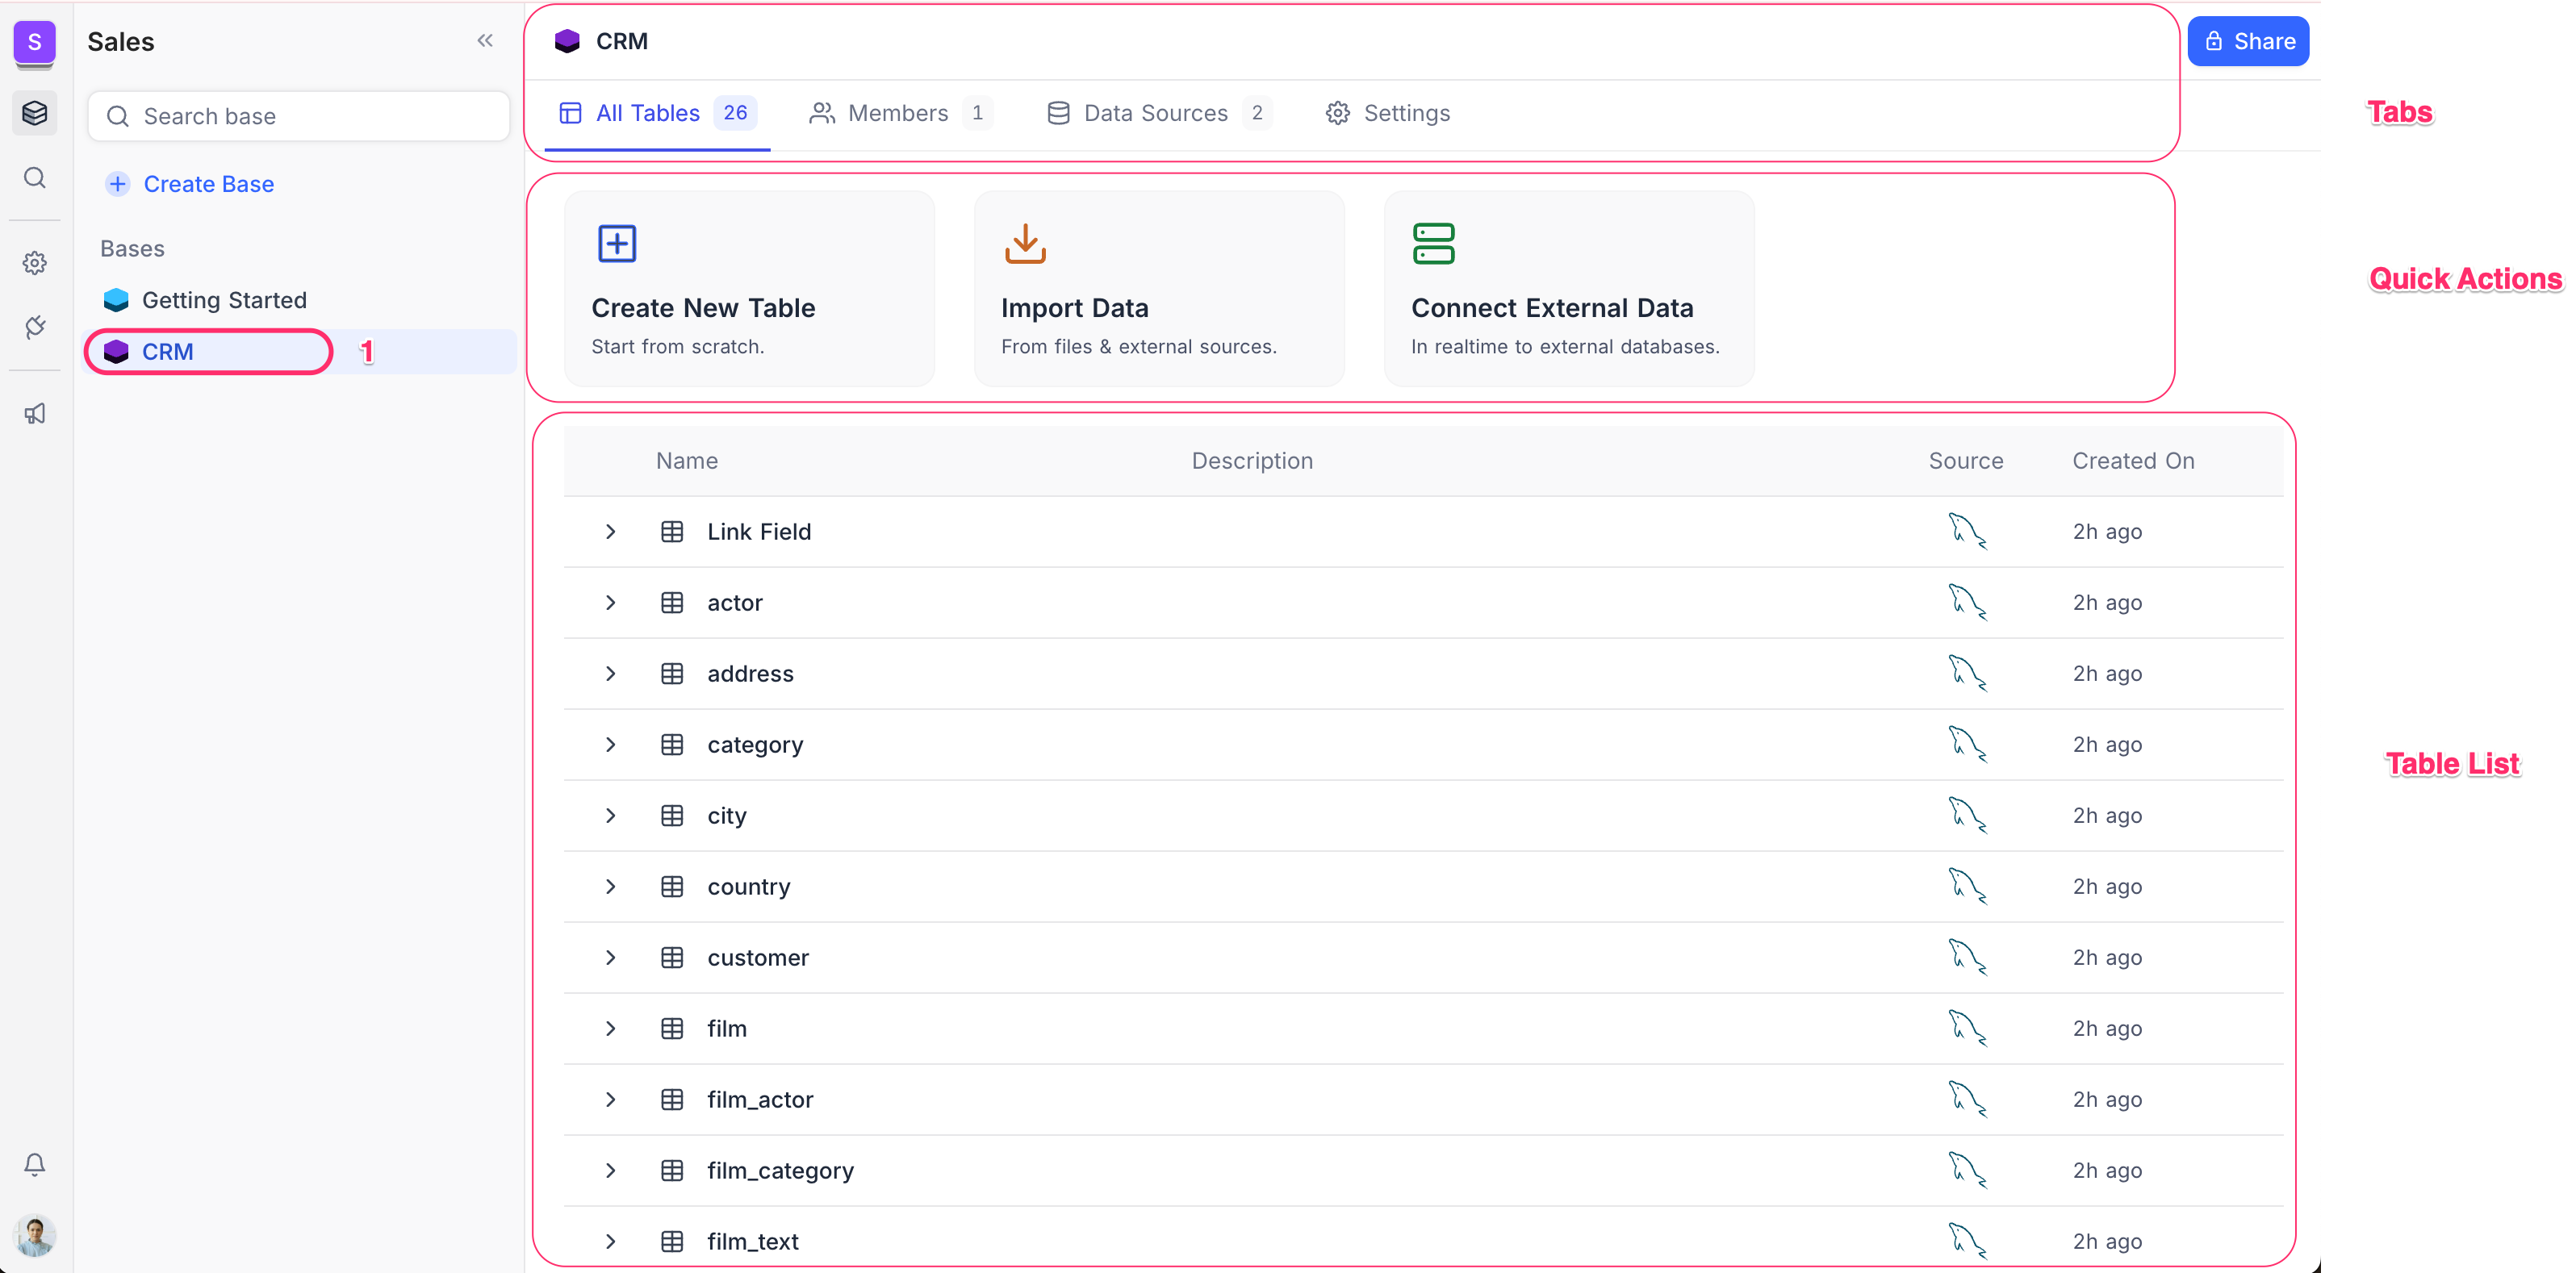 S
Sales
Search base
Create Base
Bases
Getting Started
CRM
1
CRM
Share
All Tables 26
Members 1
Data Sources 2
Settings
Tabs
Create New Table
Start from scratch.
Import Data
From files & external sources.
Connect External Data
In realtime to external databases.
Quick Actions
Name Description Source Created On
Link Field 2h ago
actor 2h ago
address 2h ago
category 2h ago
city 2h ago
country 2h ago
customer 2h ago
film 2h ago
film_actor 2h ago
film_category 2h ago
film_text 2h ago
Table List